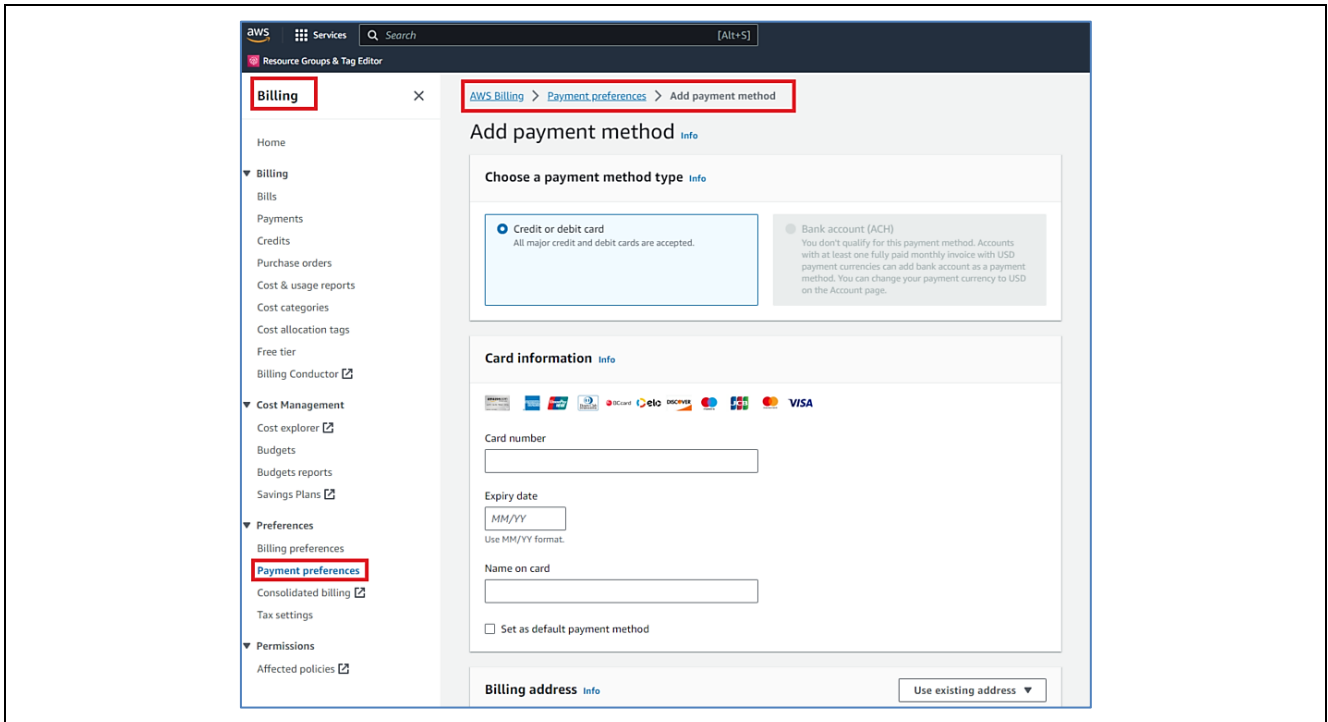 aws
Services
Search
[Alt+S]
Resource Groups & Tag Editor
Billing
Home
Billing
Bills
Payments
Credits
Purchase orders
Cost & usage reports
Cost categories
Cost allocation tags
Free tier
Billing Conductor
Cost Management
Cost explorer
Budgets
Budgets reports
Savings Plans
Preferences
Billing preferences
Payment preferences
Consolidated billing
Tax settings
Permissions
Affected policies
AWS Billing > Payment preferences > Add payment method
Add payment method Info
Choose a payment method type Info
Credit or debit card
All major credit and debit cards are accepted.
Bank account (ACH)
You don't qualify for this payment method. Accounts
with at least one fully paid monthly invoice with USD
payment currencies can add bank account as a payment
method. You can change your payment currency to USD
on the Account page.
Card information Info
BCcard elo DISCOVER JCB VISA
Card number
Expiry date
MM/YY
Use MM/YY format.
Name on card
Set as default payment method
Billing address Info
Use existing address